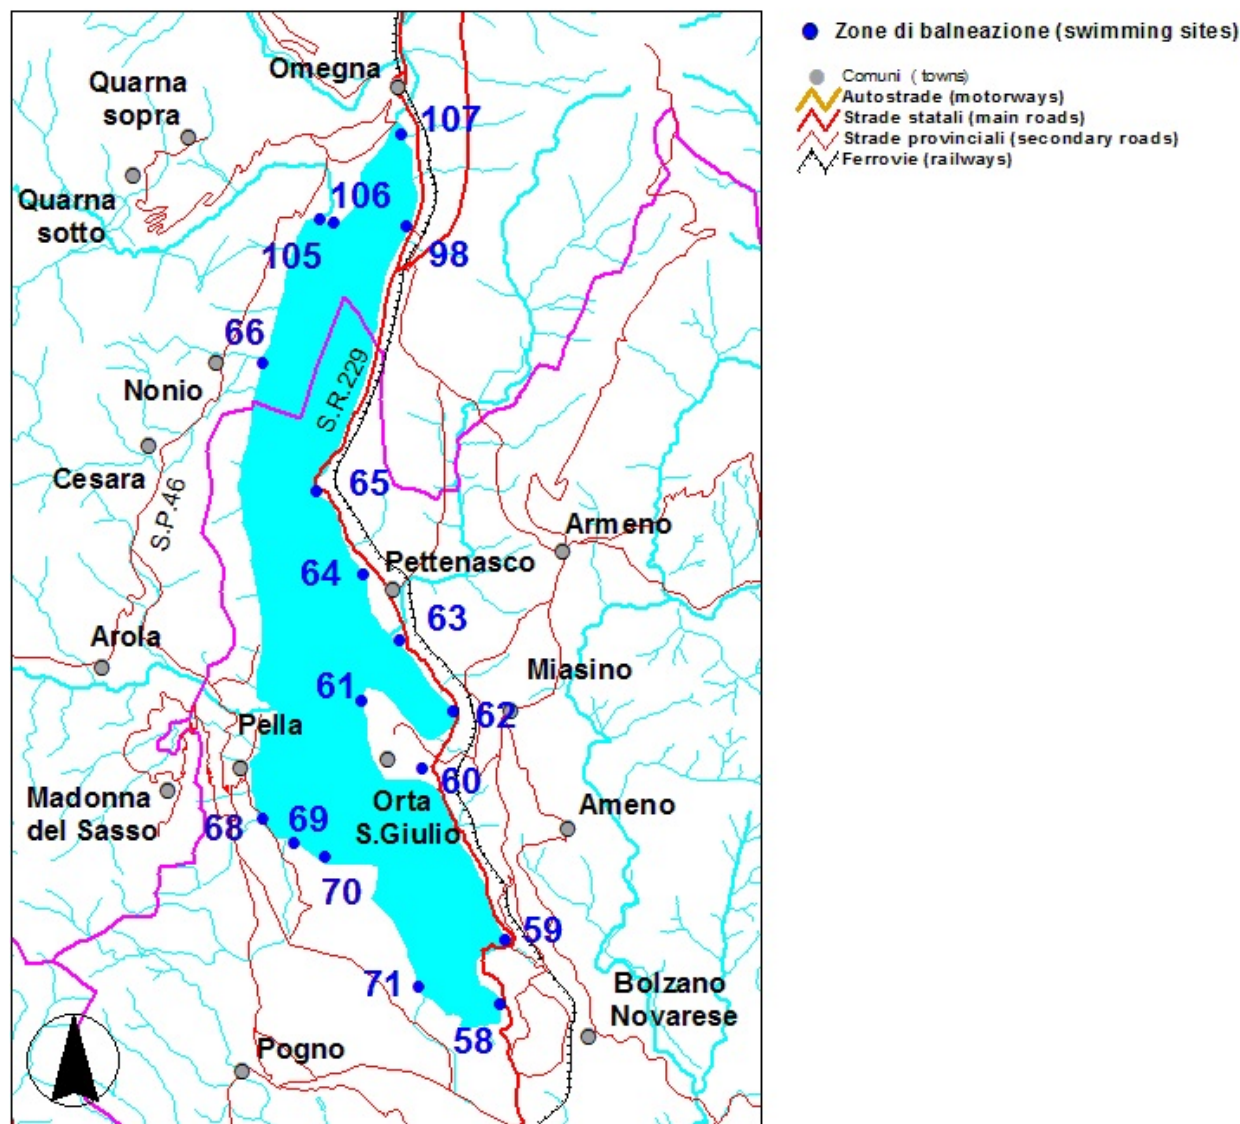 Zone di balneazione (swimming sites)
Comuni ( towns)
Autostrade (motorways)
Strade statali (main roads)
Strade provinciali (secondary roads)
Ferrovie (railways)
Omegna
Quarna
sopra
107
Quarna
sotto
106
105
98
66
Nonio
S.R.229
Cesara
S.P.46
65
Armeno
Pettenasco
64
63
Arola
Miasino
61
62
Pella
60
Madonna
del Sasso
Orta
S.Giulio
Ameno
68
69
70
59
71
Bolzano
Novarese
58
Pogno